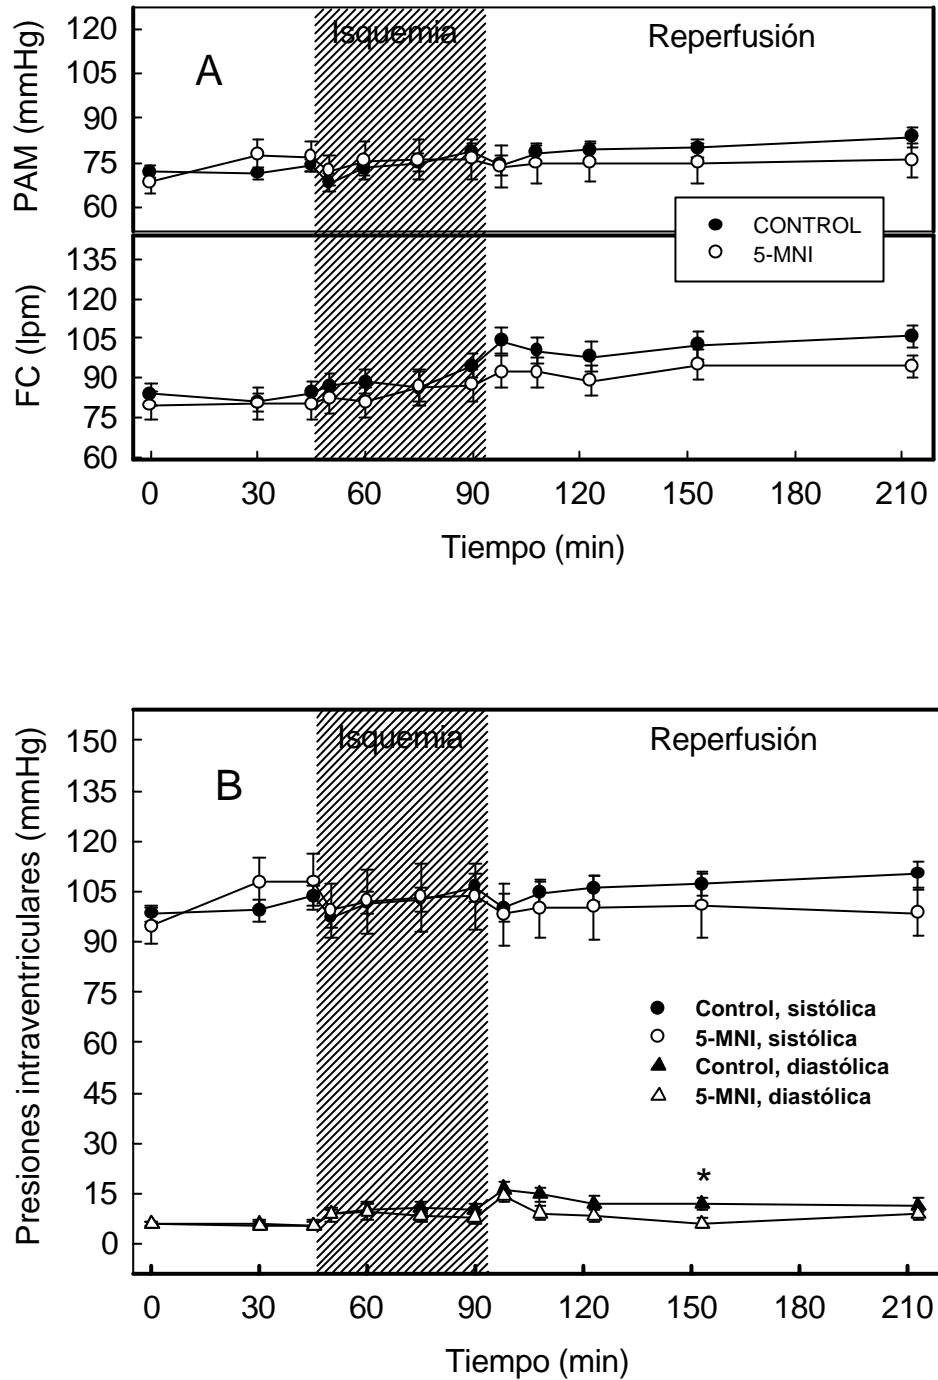 Isquemia
Reperfusión
A
PAM (mmHg)
120
105
90
75
60
CONTROL
5-MNI
FC (lpm)
135
120
105
90
75
60
0 30 60 90 120 150 180 210
Tiempo (min)
Isquemia
Reperfusión
B
Presiones intraventriculares (mmHg)
150
135
120
105
90
75
60
45
30
15
0
Control, sistólica
5-MNI, sistólica
Control, diastólica
5-MNI, diastólica
*
0 30 60 90 120 150 180 210
Tiempo (min)